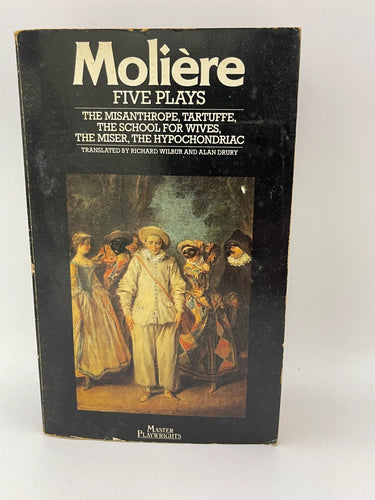 Molière
FIVE PLAYS
THE MISANTHROPE, TARTUFFE,
THE SCHOOL FOR WIVES,
THE MISER, THE HYPOCHONDRIAC
TRANSLATED BY RICHARD WILBUR AND ALAN DRURY
MASTER
PLAYWRIGHTS